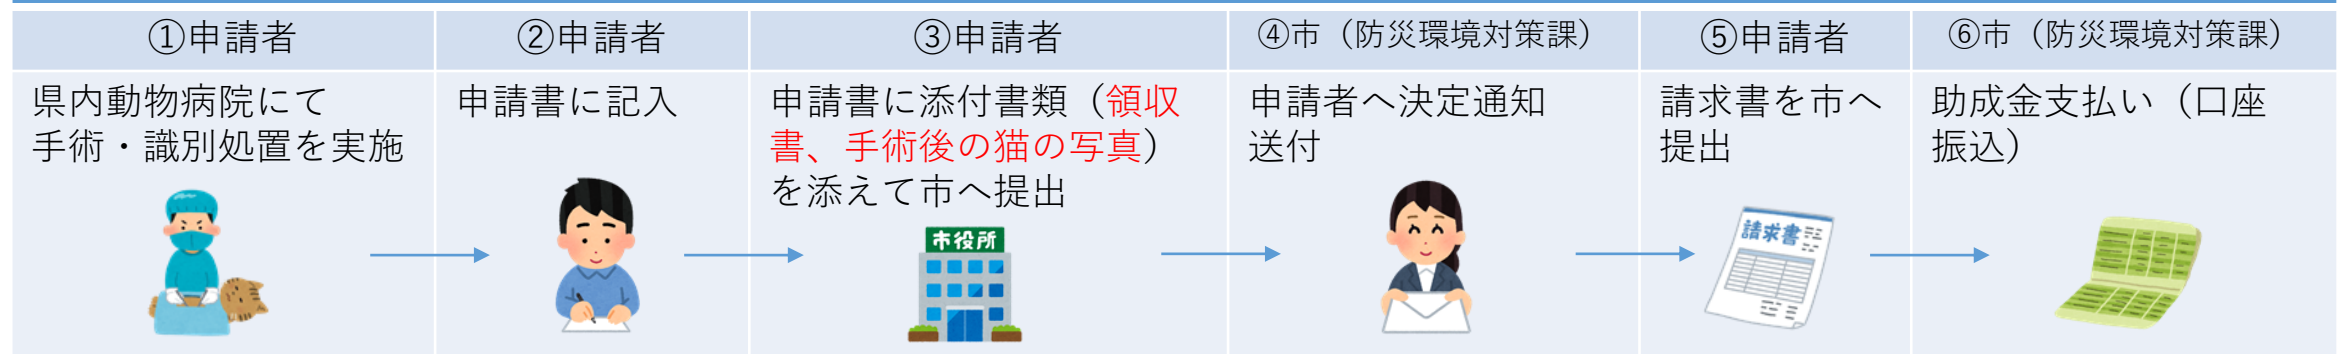 ①申請者
②申請者
③申請者
④市（防災環境対策課）
⑤申請者
⑥市（防災環境対策課）
県内動物病院にて
手術・識別処置を実施
申請書に記入
申請書に添付書類（領収
書、手術後の猫の写真）
を添えて市へ提出
市役所
申請者へ決定通知
送付
請求書を市へ
提出
請求書
助成金支払い（口座
振込）